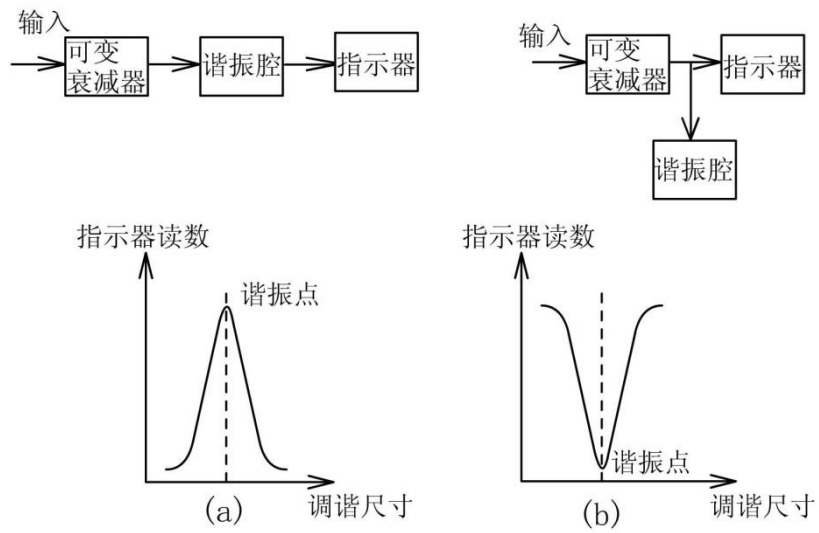 输入
可变
衰减器
谐振腔
指示器
输入
可变
衰减器
指示器
谐振腔
指示器读数
谐振点
调谐尺寸
(a)
指示器读数
谐振点
调谐尺寸
(b)